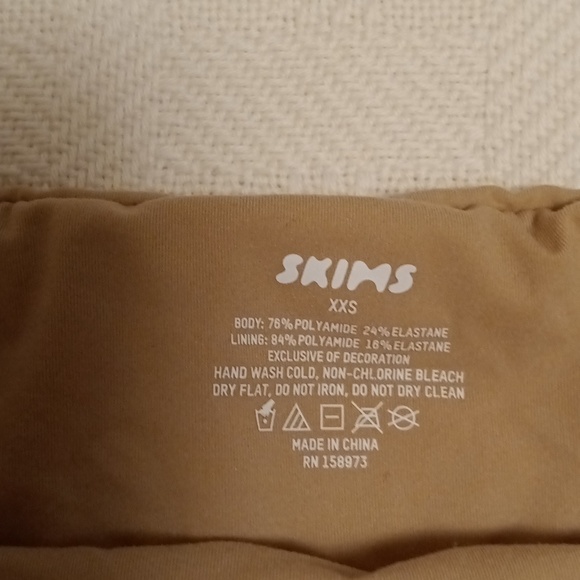 SKIMS
XXS
BODY: 76% POLYAMIDE 24% ELASTANE
LINING: 84% POLYAMIDE 16% ELASTANE
EXCLUSIVE OF DECORATION
HAND WASH COLD, NON-CHLORINE BLEACH
DRY FLAT, DO NOT IRON, DO NOT DRY CLEAN
MADE IN CHINA
RN 158973